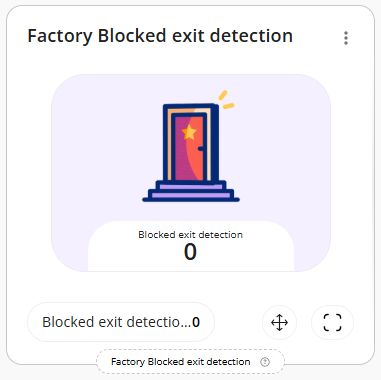 Factory Blocked exit detection
Blocked exit detection
0
Blocked exit detectio...0
Factory Blocked exit detection ?